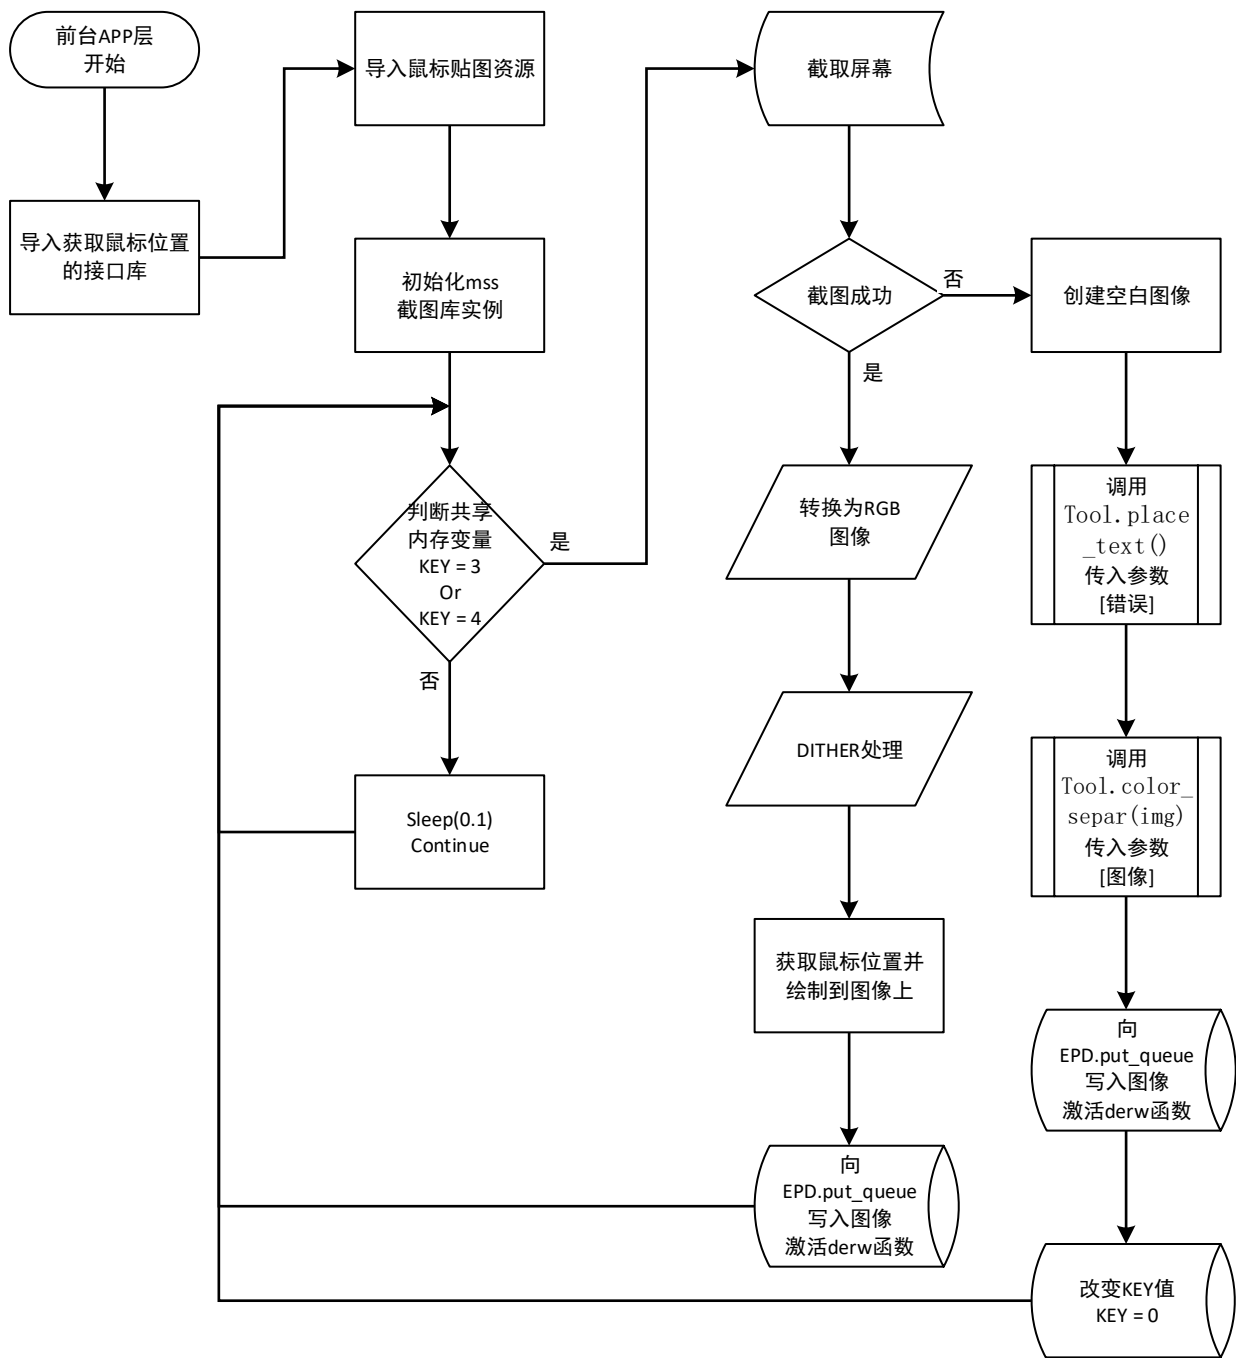 前台APP层
开始
导入获取鼠标位置
的接口库
导入鼠标贴图资源
初始化mss
截图库实例
判断共享
内存变量
KEY = 3
Or
KEY = 4
是
否
Sleep(0.1)
Continue
截取屏幕
截图成功
否
是
转换为RGB
图像
DITHER处理
获取鼠标位置并
绘制到图像上
向
EPD.put_queue
写入图像
激活derw函数
创建空白图像
调用
Tool.place
_text()
传入参数
[错误]
调用
Tool.color_
separ(img)
传入参数
[图像]
向
EPD.put_queue
写入图像
激活derw函数
改变KEY值
KEY = 0